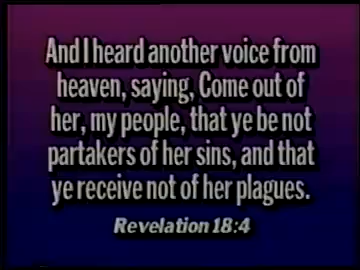 And I heard another voice from
heaven, saying, Come out of
her, my people, that ye be not
partakers of her sins, and that
ye receive not of her plagues.
Revelation 18:4